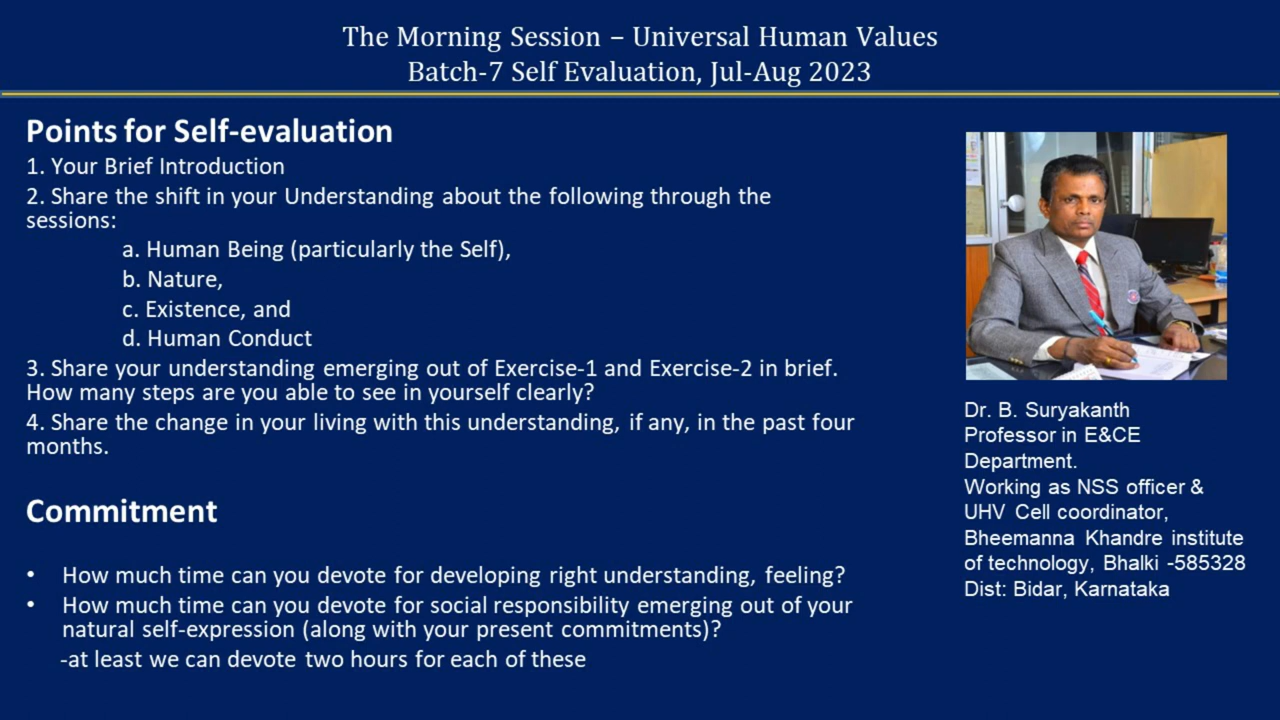 The Morning Session – Universal Human Values
Batch-7 Self Evaluation, Jul-Aug 2023
Points for Self-evaluation
1. Your Brief Introduction
2. Share the shift in your Understanding about the following through the
sessions:
a. Human Being (particularly the Self),
b. Nature,
c. Existence, and
d. Human Conduct
3. Share your understanding emerging out of Exercise-1 and Exercise-2 in brief.
How many steps are you able to see in yourself clearly?
4. Share the change in your living with this understanding, if any, in the past four
months.
Commitment
• How much time can you devote for developing right understanding, feeling?
• How much time can you devote for social responsibility emerging out of your
natural self-expression (along with your present commitments)?
-at least we can devote two hours for each of these
Dr. B. Suryakanth
Professor in E&CE
Department.
Working as NSS officer &
UHV Cell coordinator,
Bheemanna Khandre institute
of technology, Bhalki -585328
Dist: Bidar, Karnataka